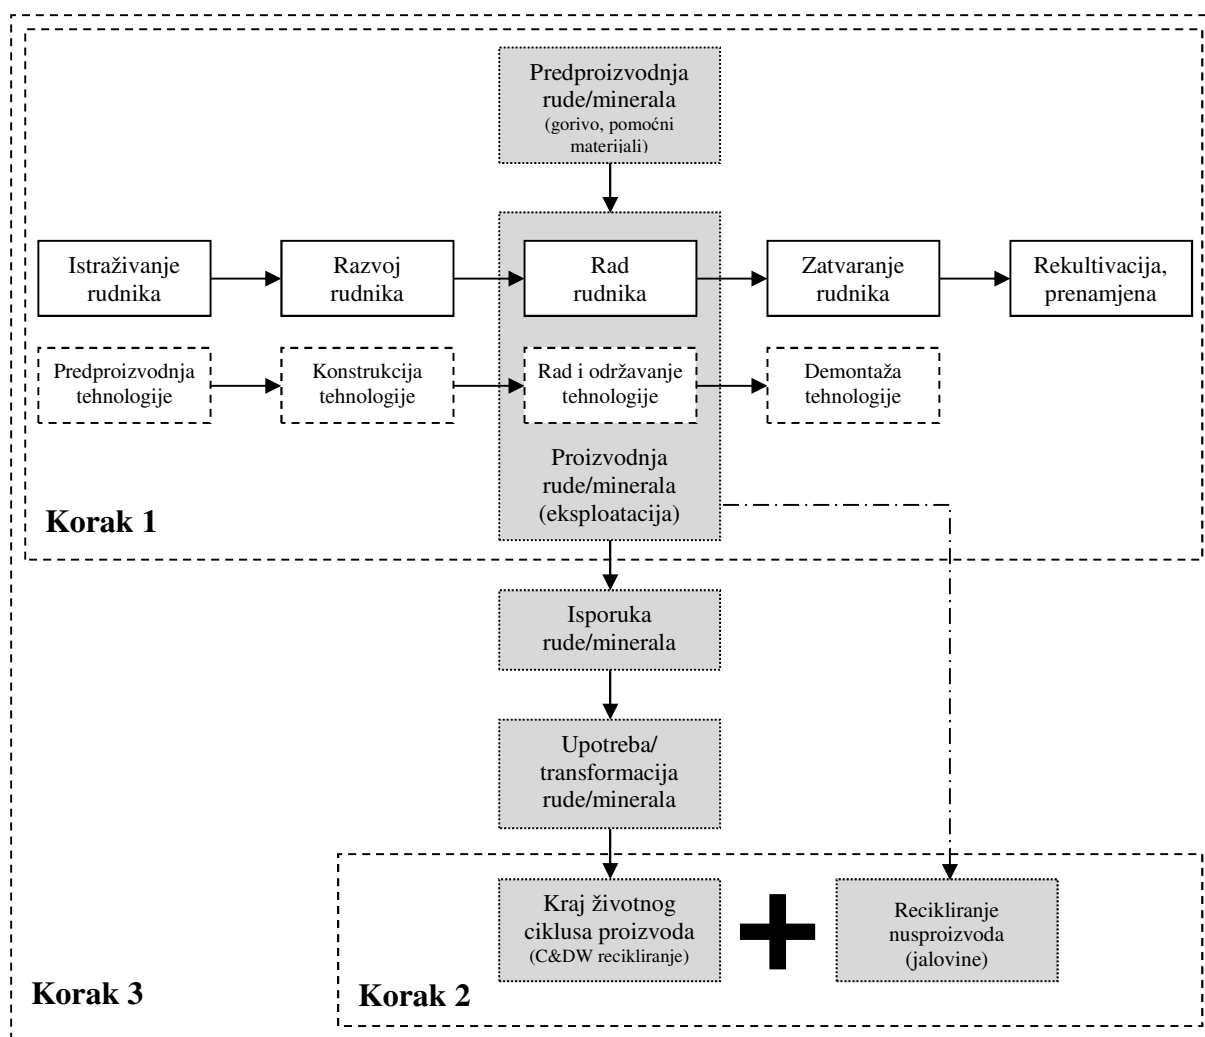 Predproizvodnja
rude/minerala
(gorivo, pomoćni
materijali)
Istraživanje
rudnika
Razvoj
rudnika
Rad
rudnika
Zatvaranje
rudnika
Rekultivacija,
prenamjena
Predproizvodnja
tehnologije
Konstrukcija
tehnologije
Rad i održavanje
tehnologije
Demontaža
tehnologije
Proizvodnja
rude/minerala
(eksploatacija)
Korak 1
Isporuka
rude/minerala
Upotreba/
transformacija
rude/minerala
Kraj životnog
ciklusa proizvoda
(C&DW recikliranje)
Recikliranje
nusproizvoda
(jalovine)
Korak 3
Korak 2